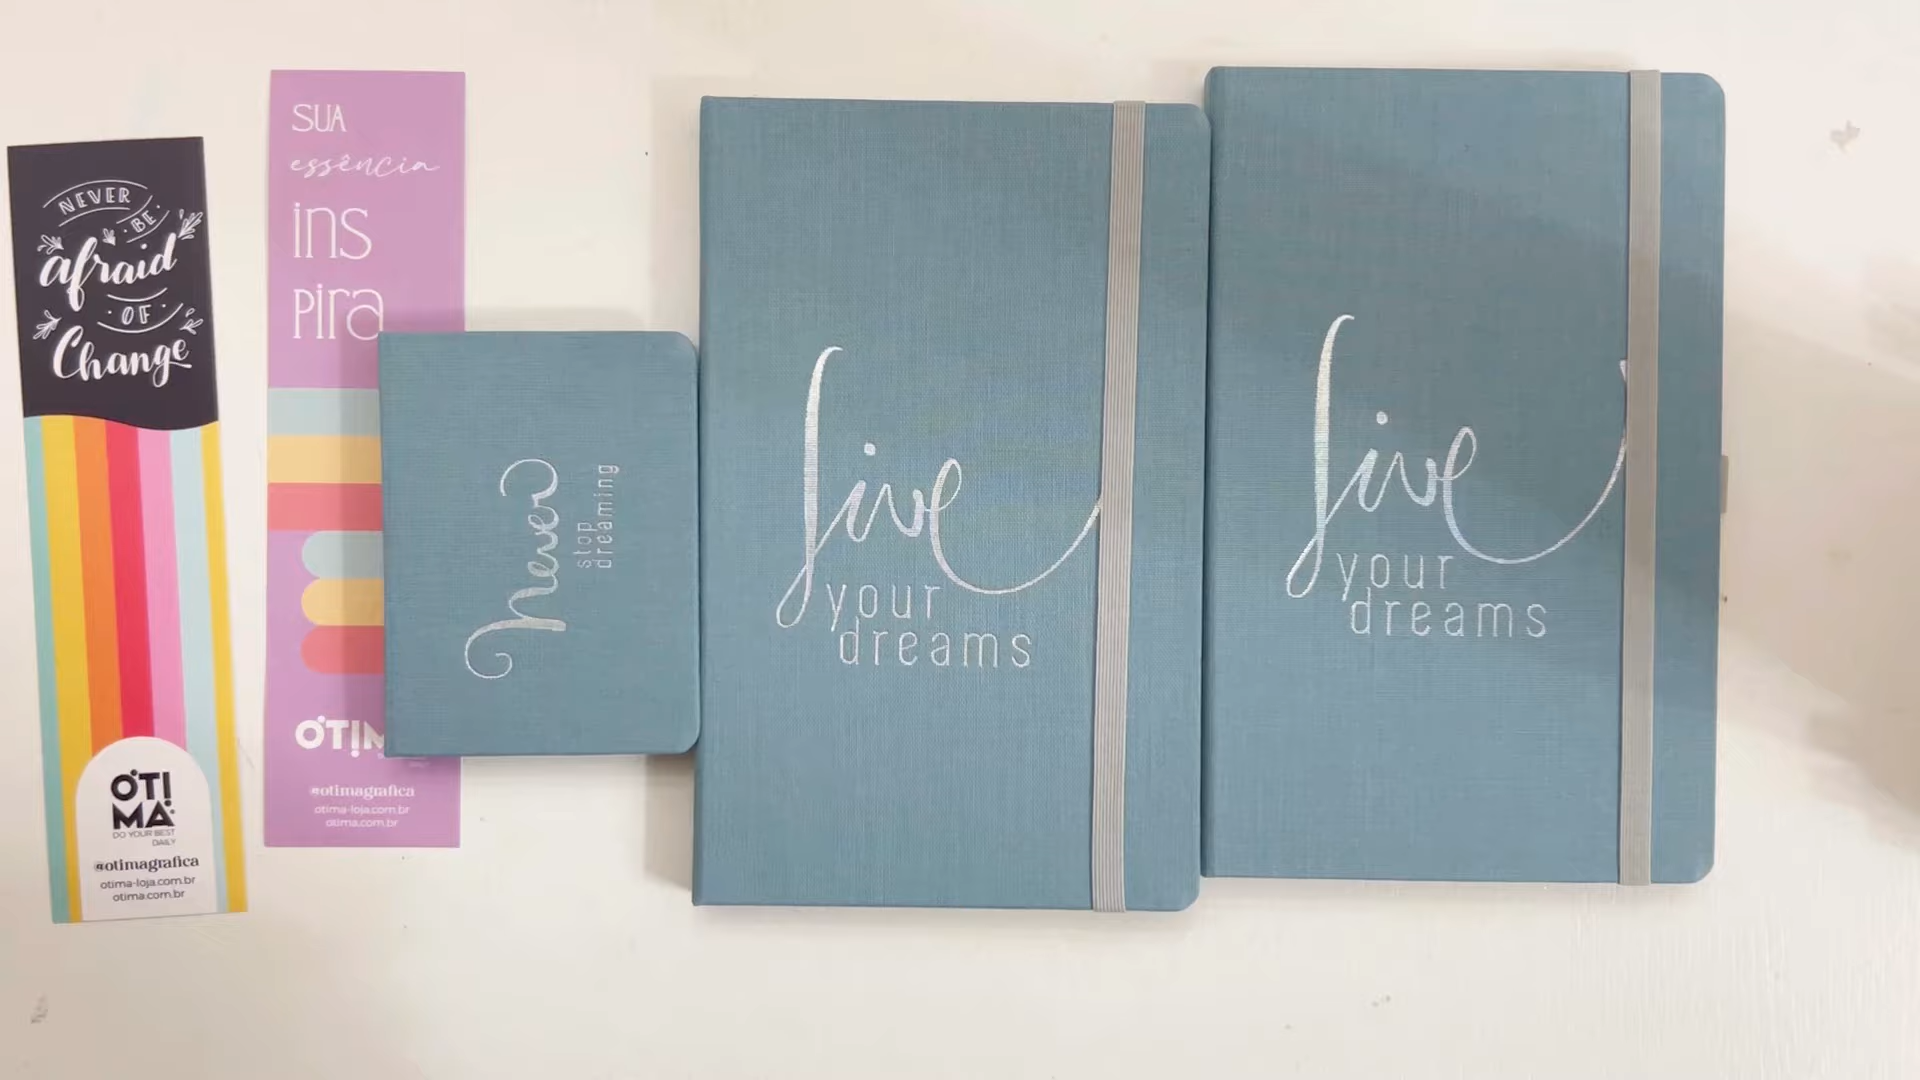 NEVER
BE
afraid
OF
Change
OTI
MA
DO YOUR BEST
DAILY
@otimagrafica
otima-loja.com.br
otima.com.br
SUA
essência
ins
pira
OTIM
@otimagrafica
otima-loja.com.br
otima.com.br
never
stop
dreaming
live
your
dreams
live
your
dreams